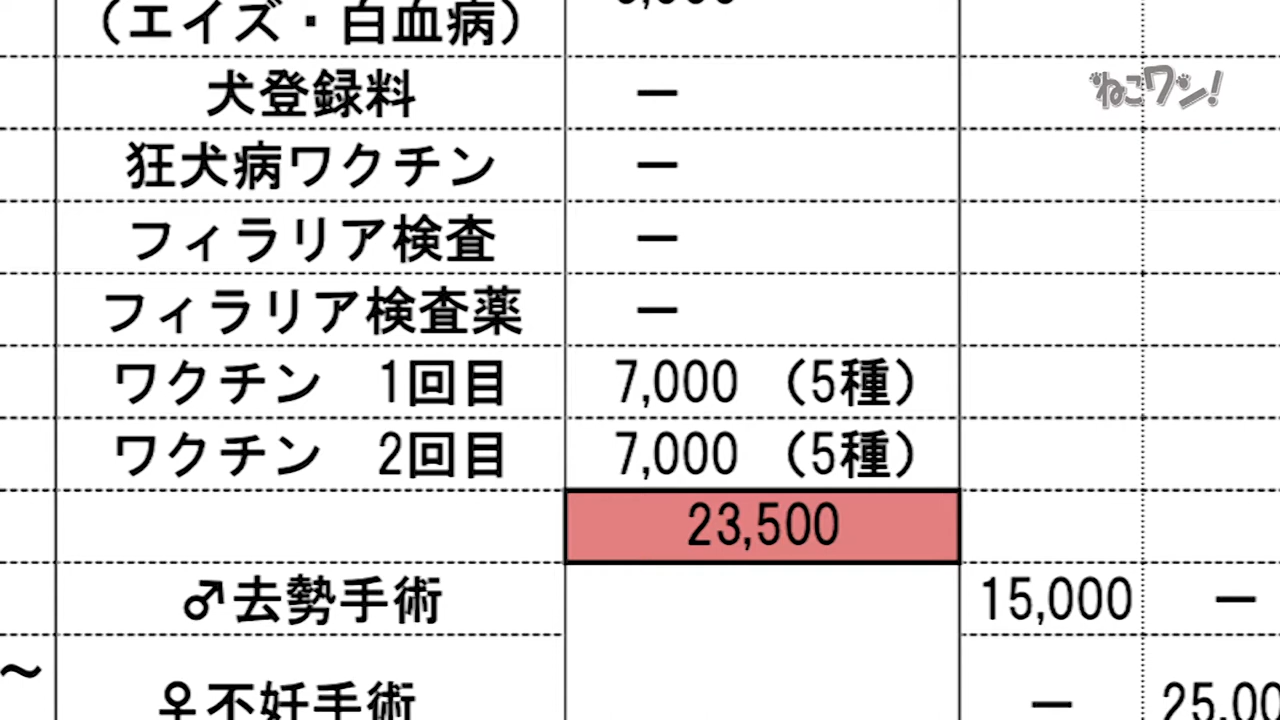 （エイズ・白血病）
犬登録料 ー
ねこワン！
狂犬病ワクチン ー
フィラリア検査 ー
フィラリア検査薬 ー
ワクチン　1回目 7,000 （5種）
ワクチン　2回目 7,000 （5種）
23,500
♂去勢手術 15,000 ー
～
♀不妊手術 ー 25,00